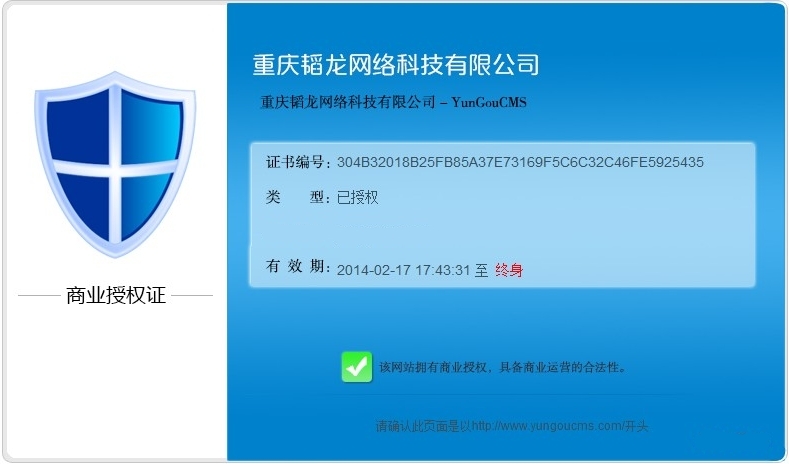 重庆韬龙网络科技有限公司
重庆韬龙网络科技有限公司 – YunGouCMS
证书编号: 304B32018B25FB85A37E73169F5C6C32C46FE5925435
类 型: 已授权
有 效 期: 2014-02-17 17:43:31 至 终身
商业授权证
该网站拥有商业授权，具备商业运营的合法性。
请确认此页面是以http://www.yungoucms.com/开头